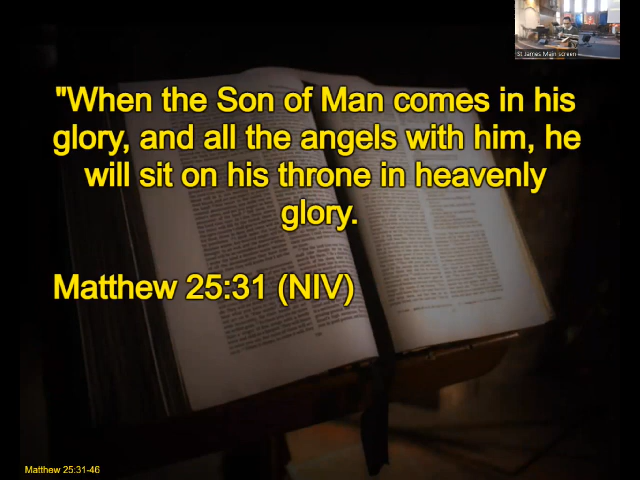 St James Main screen
"When the Son of Man comes in his
glory, and all the angels with him, he
will sit on his throne in heavenly
glory.
Matthew 25:31 (NIV)
Matthew 25:31-46